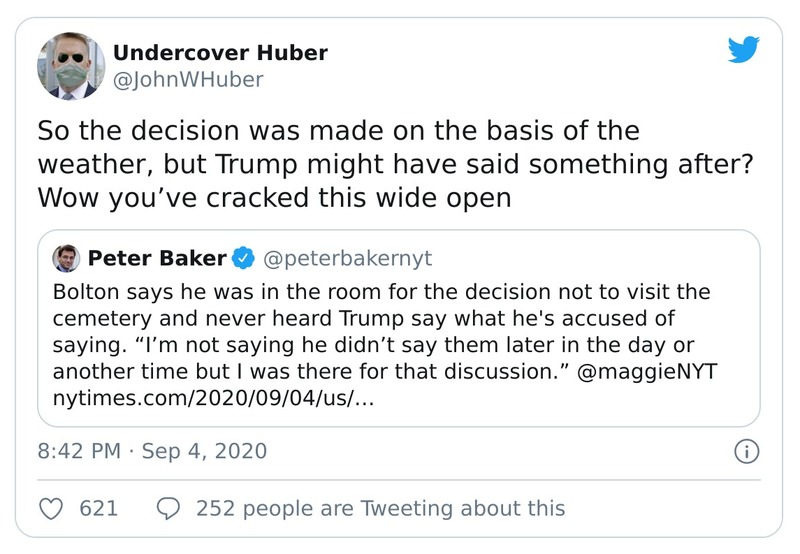 Undercover Huber
@JohnWHuber
So the decision was made on the basis of the
weather, but Trump might have said something after?
Wow you’ve cracked this wide open
Peter Baker @peterbakernyt
Bolton says he was in the room for the decision not to visit the
cemetery and never heard Trump say what he's accused of
saying. “I’m not saying he didn’t say them later in the day or
another time but I was there for that discussion.” @maggieNYT
nytimes.com/2020/09/04/us/…
8:42 PM · Sep 4, 2020
621 252 people are Tweeting about this